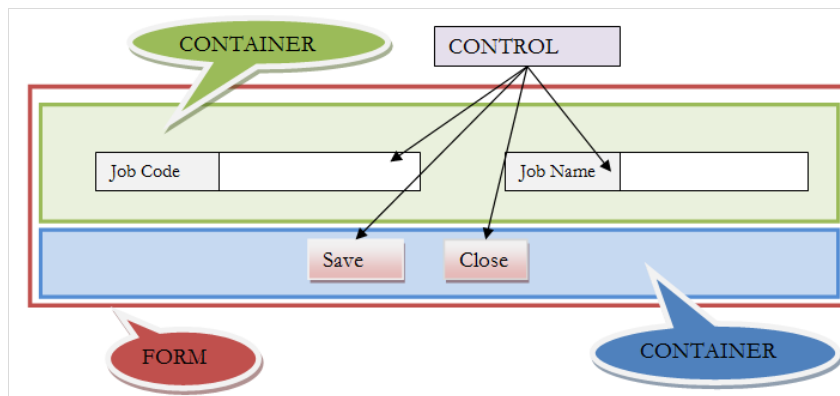 CONTAINER
CONTROL
Job Code
Job Name
Save
Close
FORM
CONTAINER